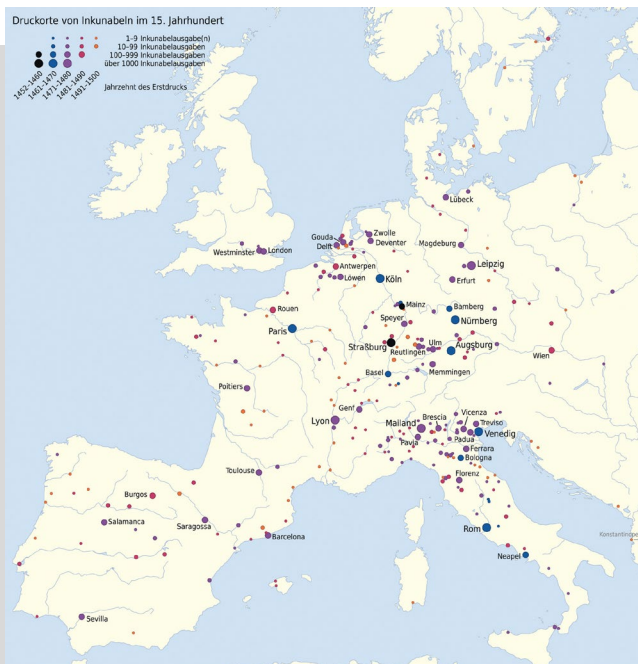 Druckorte von Inkunabeln im 15. Jahrhundert
1-9 Inkunabelausgabe(n)
10-99 Inkunabelausgaben
100-999 Inkunabelausgaben
über 1000 Inkunabelausgaben
1452-1460
1461-1470
1471-1480
1481-1490
1491-1500
Jahrzehnt des Erstdrucks
Lübeck
Gouda
Zwolle
Delft
Deventer
Magdeburg
Westminster
London
Leipzig
Antwerpen
Köln
Löwen
Erfurt
Rouen
Mainz
Bamberg
Speyer
Nürnberg
Paris
Straßburg
Ulm
Augsburg
Reutlingen
Wien
Basel
Memmingen
Poitiers
Genf
Lyon
Mailand*
Brescia
Vicenza
Treviso
Pavia
Padua
Venedig
Ferrara
Bologna
Toulouse
Florenz
Burgos
Salamanca
Saragossa
Barcelona
Rom
Konstantinopel
Neapel
Sevilla